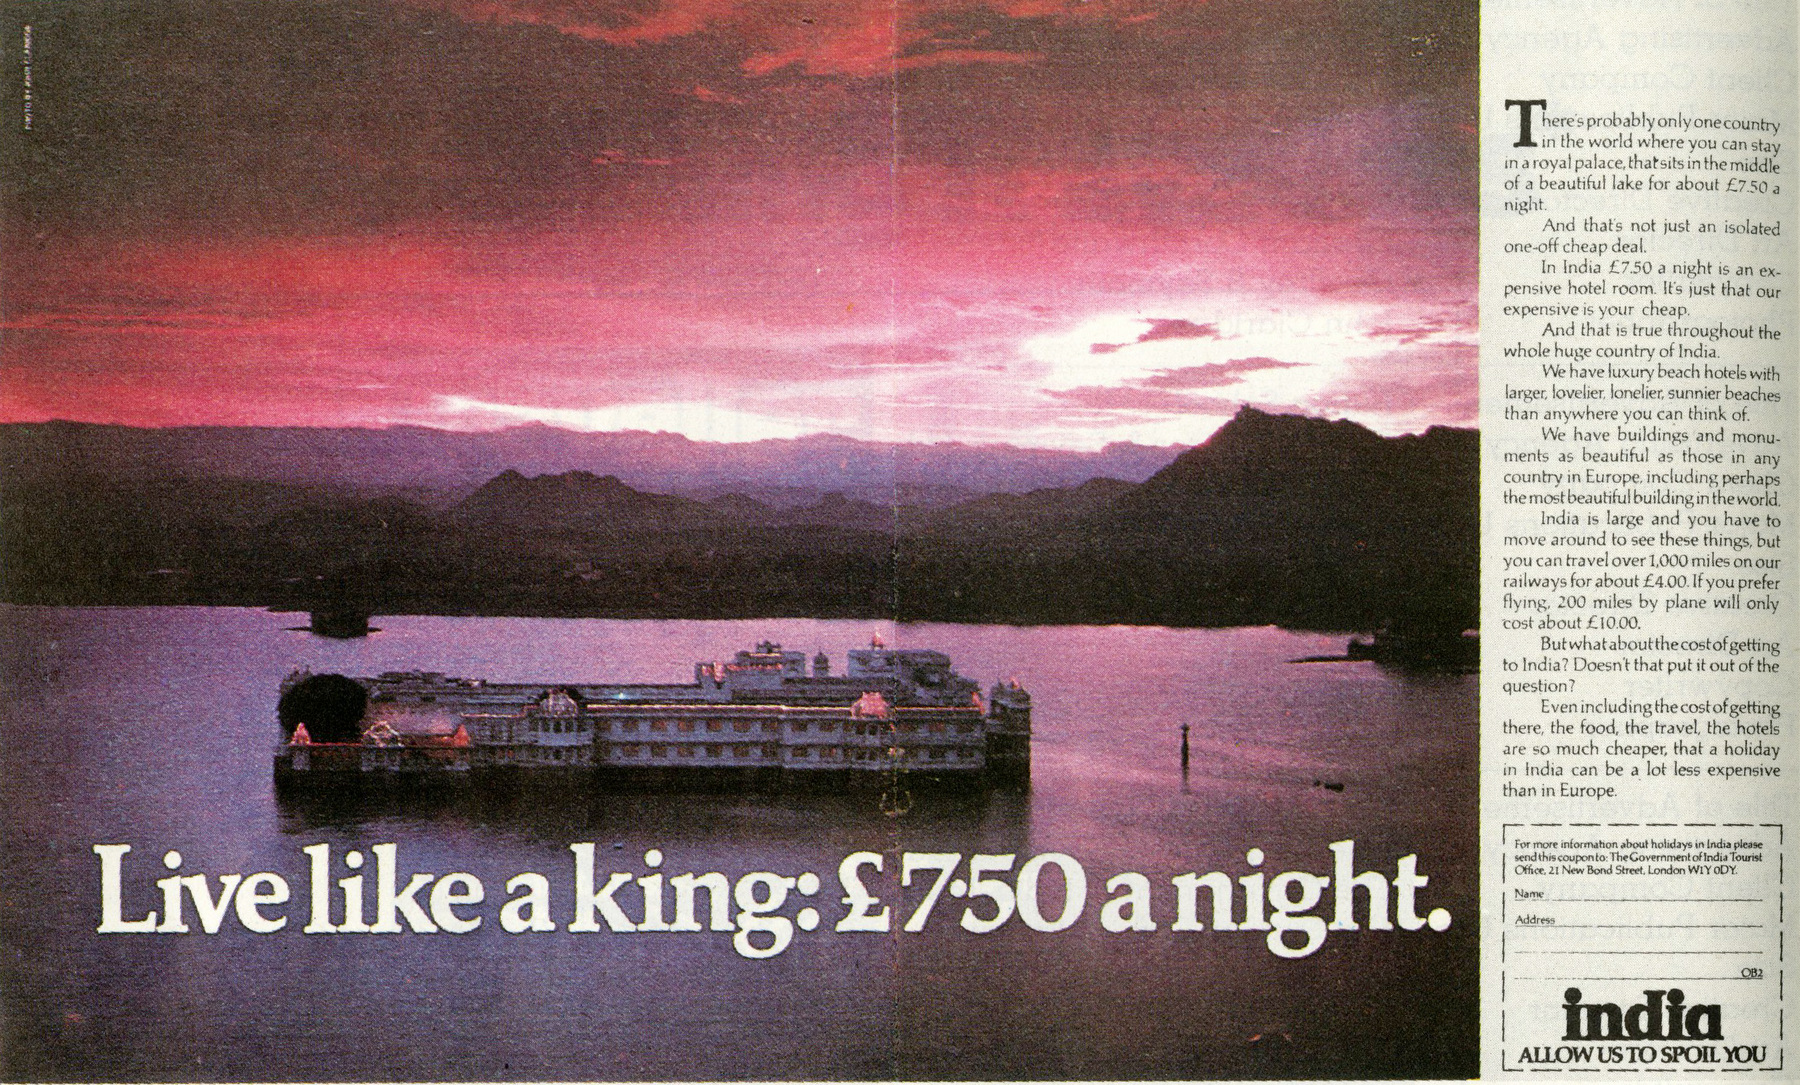 Live like a king: £7·50 a night.
There's probably only one country
in the world where you can stay
in a royal palace, that sits in the middle
of a beautiful lake for about £7.50 a
night.
And that's not just an isolated
one-off cheap deal.
In India £7.50 a night is an ex-
pensive hotel room. It's just that our
expensive is your cheap.
And that is true throughout the
whole huge country of India.
We have luxury beach hotels with
larger, lovelier, lonelier, sunnier beaches
than anywhere you can think of.
We have buildings and monu-
ments as beautiful as those in any
country in Europe, including perhaps
the most beautiful building in the world.
India is large and you have to
move around to see these things, but
you can travel over 1,000 miles on our
railways for about £4.00. If you prefer
flying, 200 miles by plane will only
cost about £10.00.
But what about the cost of getting
to India? Doesn't that put it out of the
question?
Even including the cost of getting
there, the food, the travel, the hotels
are so much cheaper, that a holiday
in India can be a lot less expensive
than in Europe.
For more information about holidays in India please
send this coupon to: The Government of India Tourist
Office, 21 New Bond Street, London W1Y 0DY.
Name
Address
OB2
india
ALLOW US TO SPOIL YOU